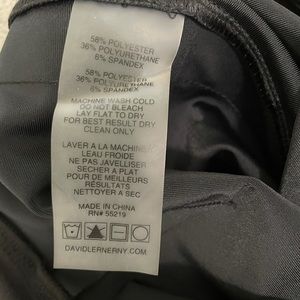 58% POLYESTER
36% POLYURETHANE
6% SPANDEX
58% POLYESTER
36% POLYURETHANE
6% SPANDEX
MACHINE WASH COLD
DO NOT BLEACH
LAY FLAT TO DRY
FOR BEST RESULT DRY
CLEAN ONLY
LAVER A LA MACHINE
LEAU FROIDE
NE PAS JAVELLISER
SECHER A PLAT
POUR DE MEILLEURS
RÉSULTATS
NETTOYER A SEC
MADE IN CHINA
RN# 55219
DAVIDLERNERNY.COM